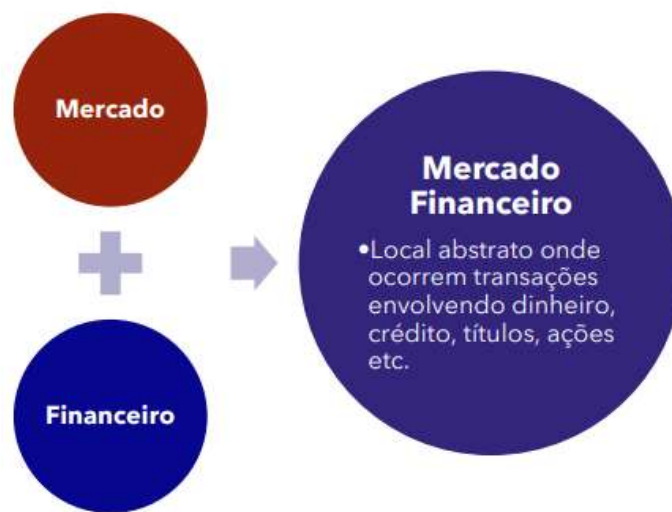 Mercado
Financeiro
Mercado
Financeiro
•Local abstrato onde
ocorrem transações
envolvendo dinheiro,
crédito, títulos, ações
etc.